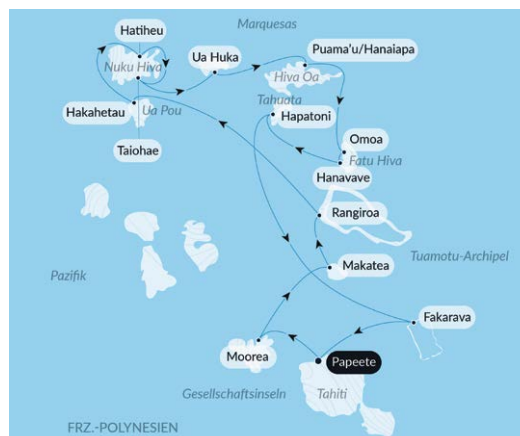 Marquesas
Hatiheu
Ua Huka
Puama'u/Hanaiapa
Nuku Hiva
Hiva Oa
Tahuata
Hakahetau
Ua Pou
Hapatoni
Omoa
Taiohae
Fatu Hiva
Hanavave
Rangiroa
Tuamotu-Archipel
Makatea
Pazifik
Fakarava
Moorea
Papeete
Gesellschaftsinseln
Tahiti
FRZ.-POLYNESIEN